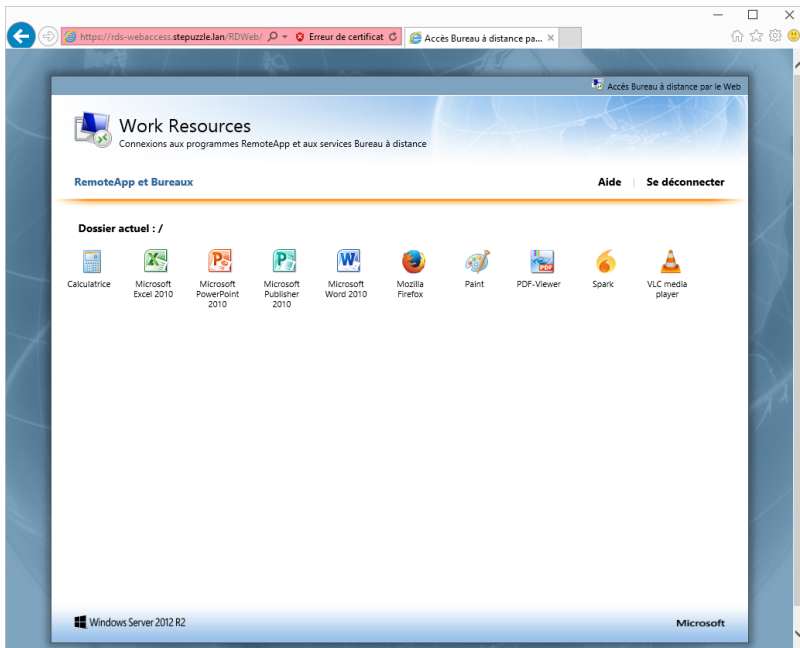 https://rds-webaccess.stepuzzle.lan/RDWeb/ Erreur de certificat Accès Bureau à distance pa...
Accès Bureau à distance par le Web
Work Resources
Connexions aux programmes RemoteApp et aux services Bureau à distance
RemoteApp et Bureaux Aide Se déconnecter
Dossier actuel : /
Calculatrice Microsoft Microsoft Microsoft Microsoft Mozilla Paint PDF-Viewer Spark VLC media
Excel 2010 PowerPoint Publisher Word 2010 Firefox player
2010 2010
Windows Server 2012 R2 Microsoft